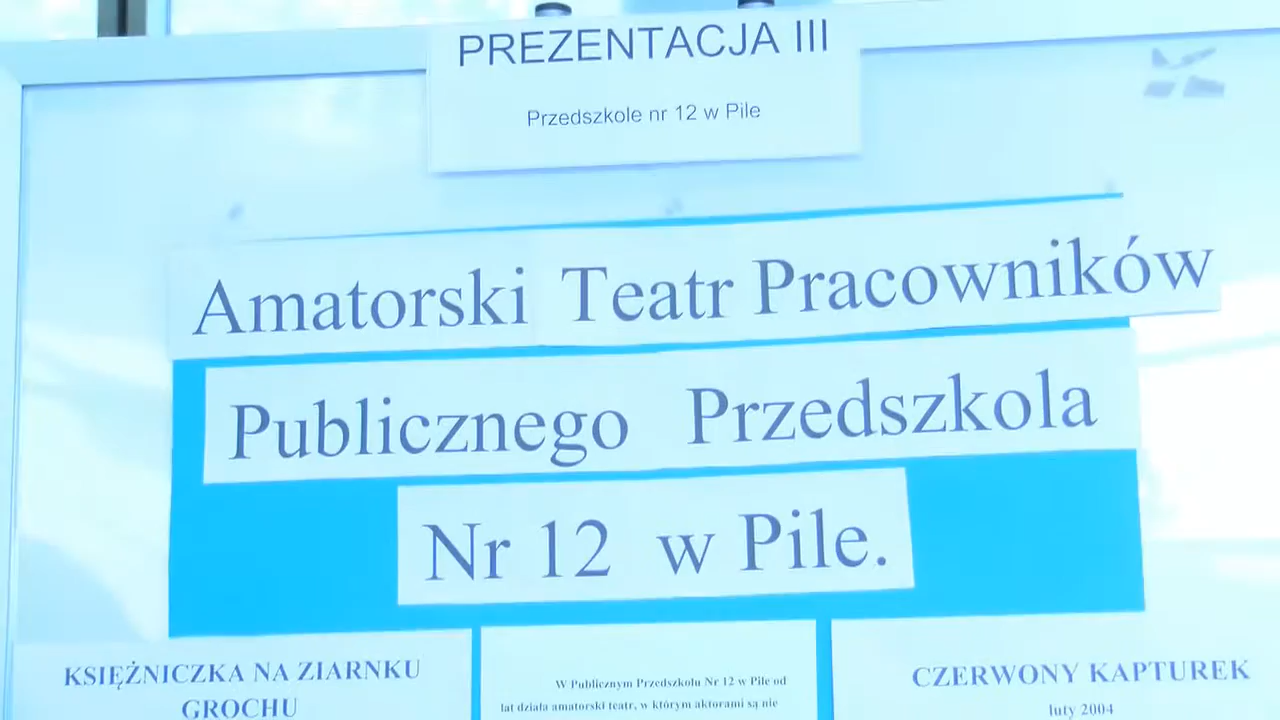 PREZENTACJA III
Przedszkole nr 12 w Pile
Amatorski Teatr Pracowników
Publicznego Przedszkola
Nr 12 w Pile.
KSIĘŻNICZKA NA ZIARNKU
GROCHU
W Publicznym Przedszkolu Nr 12 w Pile od
lat działa amatorski teatr, w którym aktorami są nie
CZERWONY KAPTUREK
luty 2004